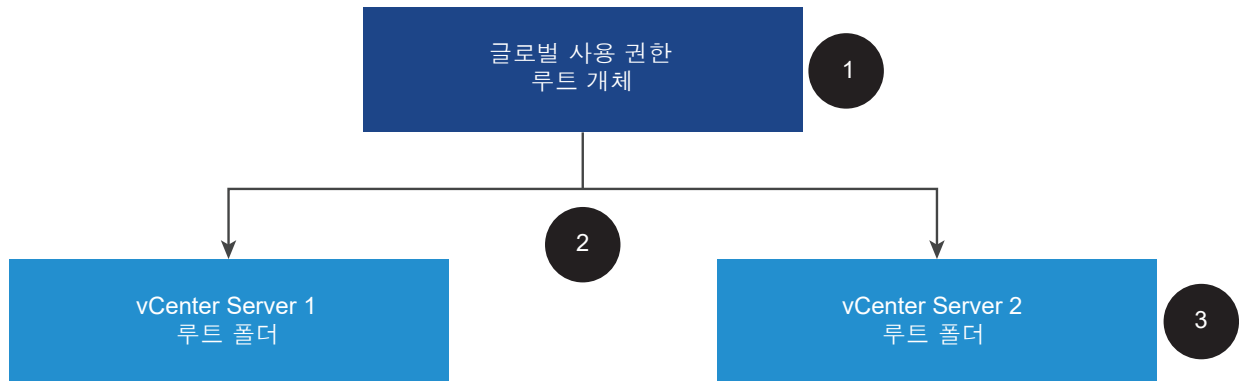 글로벌 사용 권한
루트 개체
1
2
vCenter Server 1
루트 폴더
vCenter Server 2
루트 폴더
3